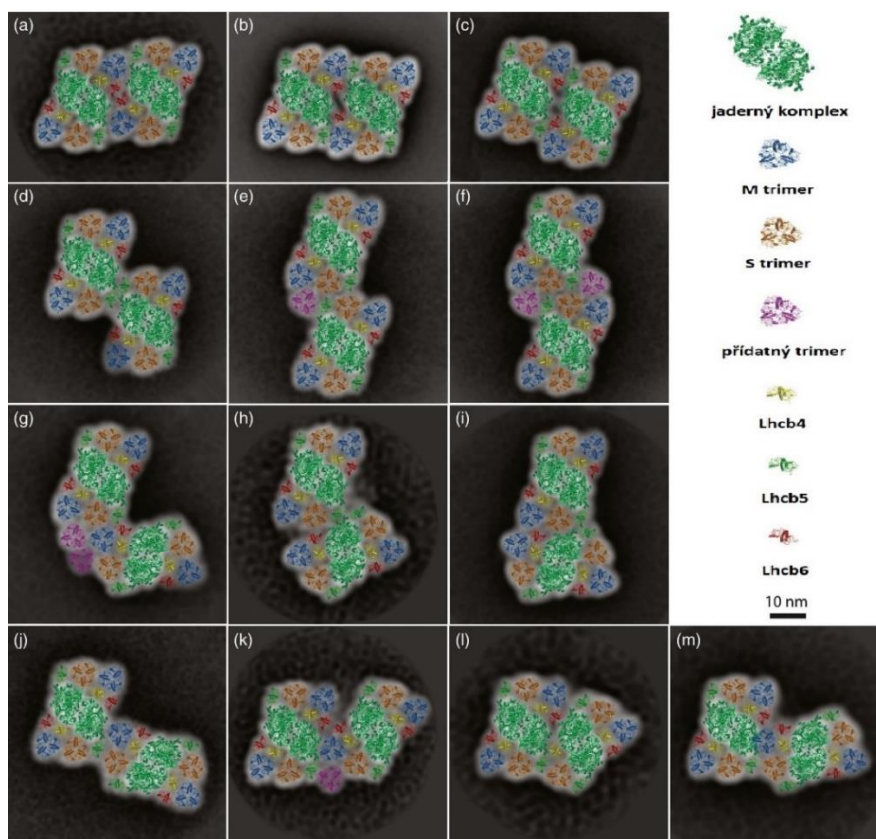 (a)
(b)
(c)
jaderný komplex
M trimer
(d)
(e)
(f)
S trimer
přídatný trimer
Lhcb4
(g)
(h)
(i)
Lhcb5
Lhcb6
10 nm
(j)
(k)
(l)
(m)